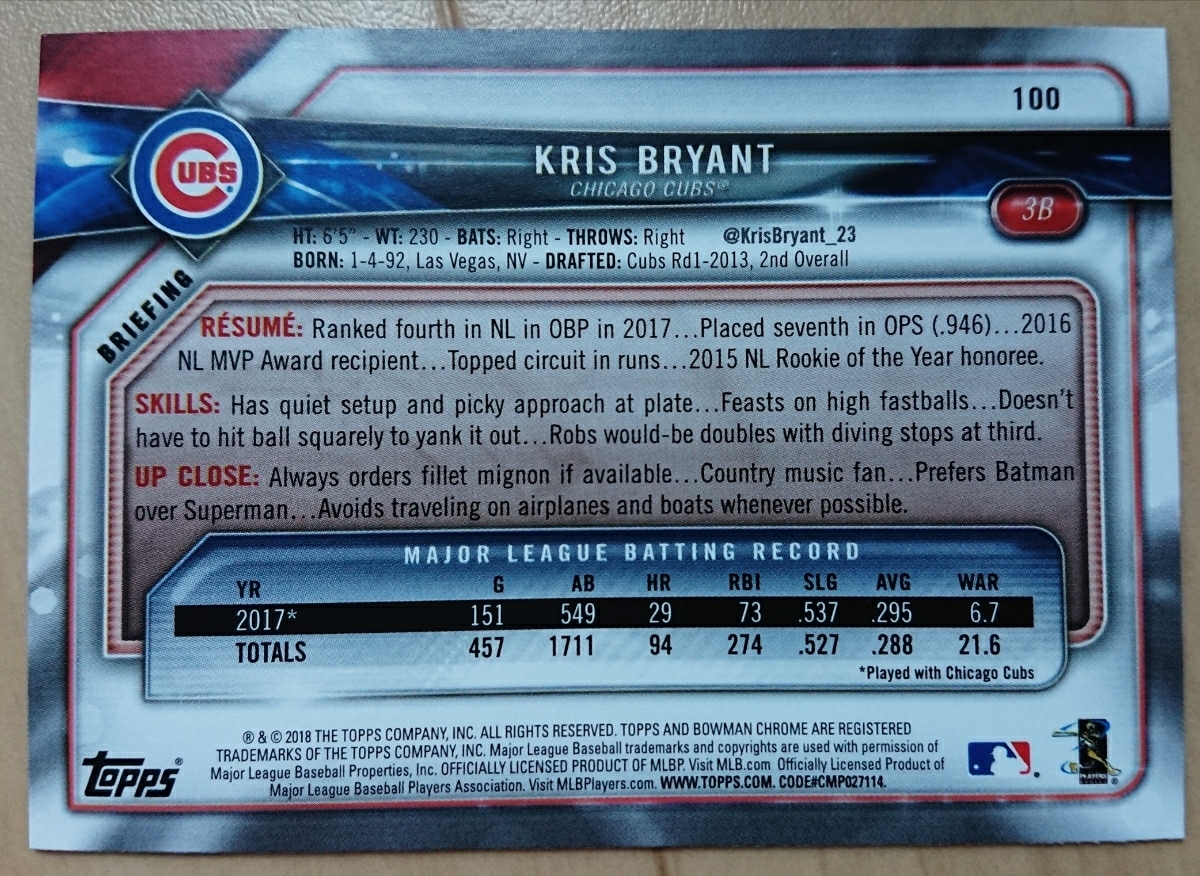 100
CUBS®
KRIS BRYANT
CHICAGO CUBS®
3B
HT: 6'5" - WT: 230 - BATS: Right - THROWS: Right @KrisBryant_23
BORN: 1-4-92, Las Vegas, NV - DRAFTED: Cubs Rd1-2013, 2nd Overall
BRIEFING
RÉSUMÉ: Ranked fourth in NL in OBP in 2017...Placed seventh in OPS (.946)...2016
NL MVP Award recipient...Topped circuit in runs...2015 NL Rookie of the Year honoree.
SKILLS: Has quiet setup and picky approach at plate...Feasts on high fastballs...Doesn't
have to hit ball squarely to yank it out...Robs would-be doubles with diving stops at third.
UP CLOSE: Always orders fillet mignon if available...Country music fan...Prefers Batman
over Superman...Avoids traveling on airplanes and boats whenever possible.
MAJOR LEAGUE BATTING RECORD
YR G AB HR RBI SLG AVG WAR
2017* 151 549 29 73 .537 .295 6.7
TOTALS 457 1711 94 274 .527 .288 21.6
*Played with Chicago Cubs
® & © 2018 THE TOPPS COMPANY, INC. ALL RIGHTS RESERVED. TOPPS AND BOWMAN CHROME ARE REGISTERED
TRADEMARKS OF THE TOPPS COMPANY, INC. Major League Baseball trademarks and copyrights are used with permission of
Major League Baseball Properties, Inc. OFFICIALLY LICENSED PRODUCT OF MLBP. Visit MLB.com Officially Licensed Product of
Major League Baseball Players Association. Visit MLBPlayers.com. WWW.TOPPS.COM. CODE#CMP027114.
topps®